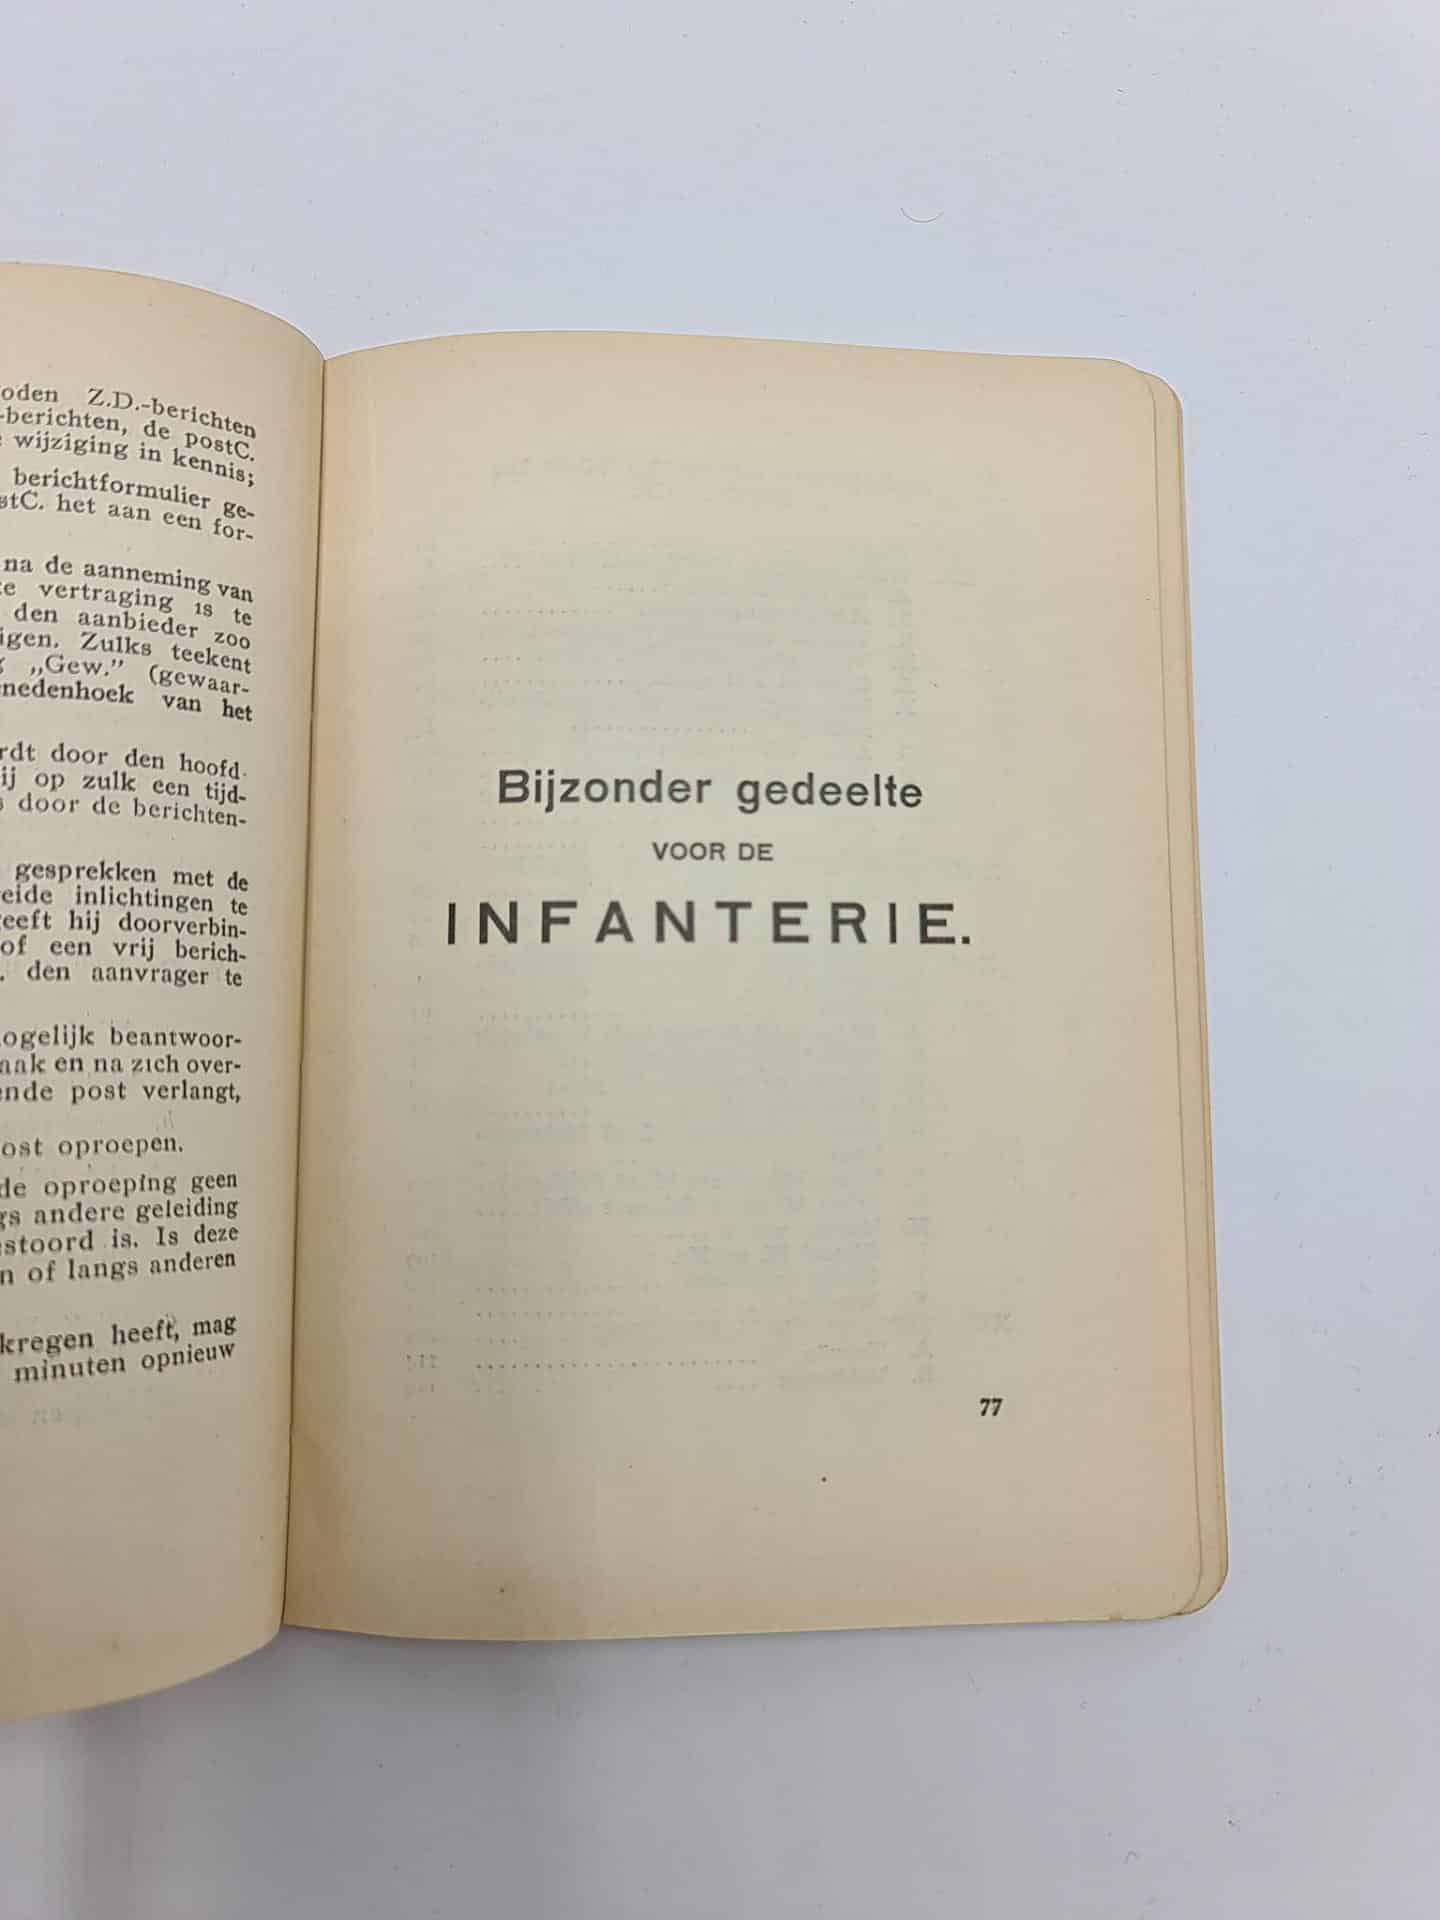 oden Z.D.-berichten
-berichten, de postC.
wijziging in kennis;
berichtformulier ge-
stC. het aan een for-
na de aanneming van
te vertraging is te
den aanbieder zoo
igen. Zulks teekent
„Gew.” (gewaar-
nedenhoek van het
rdt door den hoofd-
ij op zulk een tijd-
s door de berichten-
gesprekken met de
eide inlichtingen te
geeft hij doorverbin-
of een vrij berich-
. den aanvrager te
mogelijk beantwoor-
aak en na zich over-
ende post verlangt,
ost oproepen.
de oproeping geen
gs andere geleiding
stoord is. Is deze
n of langs anderen
kregen heeft, mag
minuten opnieuw
Bijzonder gedeelte
VOOR DE
INFANTERIE.
77